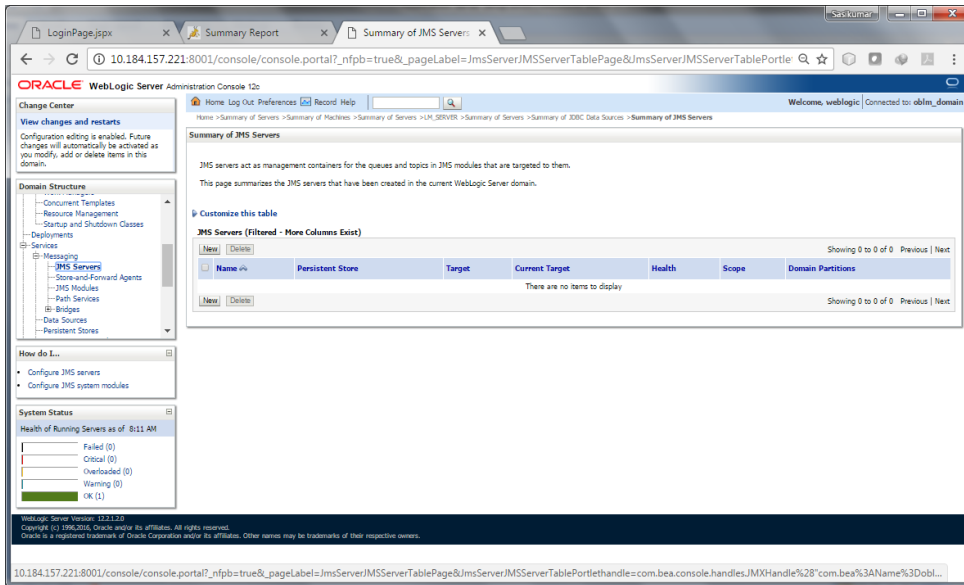 Sasikumar
LoginPage.jspx
Summary Report
Summary of JMS Servers
10.184.157.221:8001/console/console.portal?_nfpb=true&_pageLabel=JmsServerJMSServerTablePage&JmsServerJMSServerTablePortle
ORACLE WebLogic Server Administration Console 12c
Change Center
View changes and restarts
Configuration editing is enabled. Future
changes will automatically be activated as
you modify, add or delete items in this
domain.
Domain Structure
Concurrent Templates
Resource Management
Startup and Shutdown Classes
Deployments
Services
Messaging
JMS Servers
Store-and-Forward Agents
JMS Modules
Path Services
Bridges
Data Sources
Persistent Stores
How do I...
Configure JMS servers
Configure JMS system modules
System Status
Health of Running Servers as of 8:11 AM
Failed (0)
Critical (0)
Overloaded (0)
Warning (0)
OK (1)
Home Log Out Preferences Record Help
Welcome, weblogic Connected to: oblm_domain
Home >Summary of Servers >Summary of Machines >Summary of Servers >LM_SERVER >Summary of Servers >Summary of JDBC Data Sources >Summary of JMS Servers
Summary of JMS Servers
JMS servers act as management containers for the queues and topics in JMS modules that are targeted to them.
This page summarizes the JMS servers that have been created in the current WebLogic Server domain.
Customize this table
JMS Servers (Filtered - More Columns Exist)
New Delete Showing 0 to 0 of 0 Previous | Next
Name Persistent Store Target Current Target Health Scope Domain Partitions
There are no items to display
New Delete Showing 0 to 0 of 0 Previous | Next
WebLogic Server Version: 12.2.1.2.0
Copyright (c) 1996,2016, Oracle and/or its affiliates. All rights reserved.
Oracle is a registered trademark of Oracle Corporation and/or its affiliates. Other names may be trademarks of their respective owners.
10.184.157.221:8001/console/console.portal?_nfpb=true&_pageLabel=JmsServerJMSServerTablePage&JmsServerJMSServerTablePortlethandle=com.bea.console.handles.JMXHandle%28"com.bea%3AName%3Dobl...